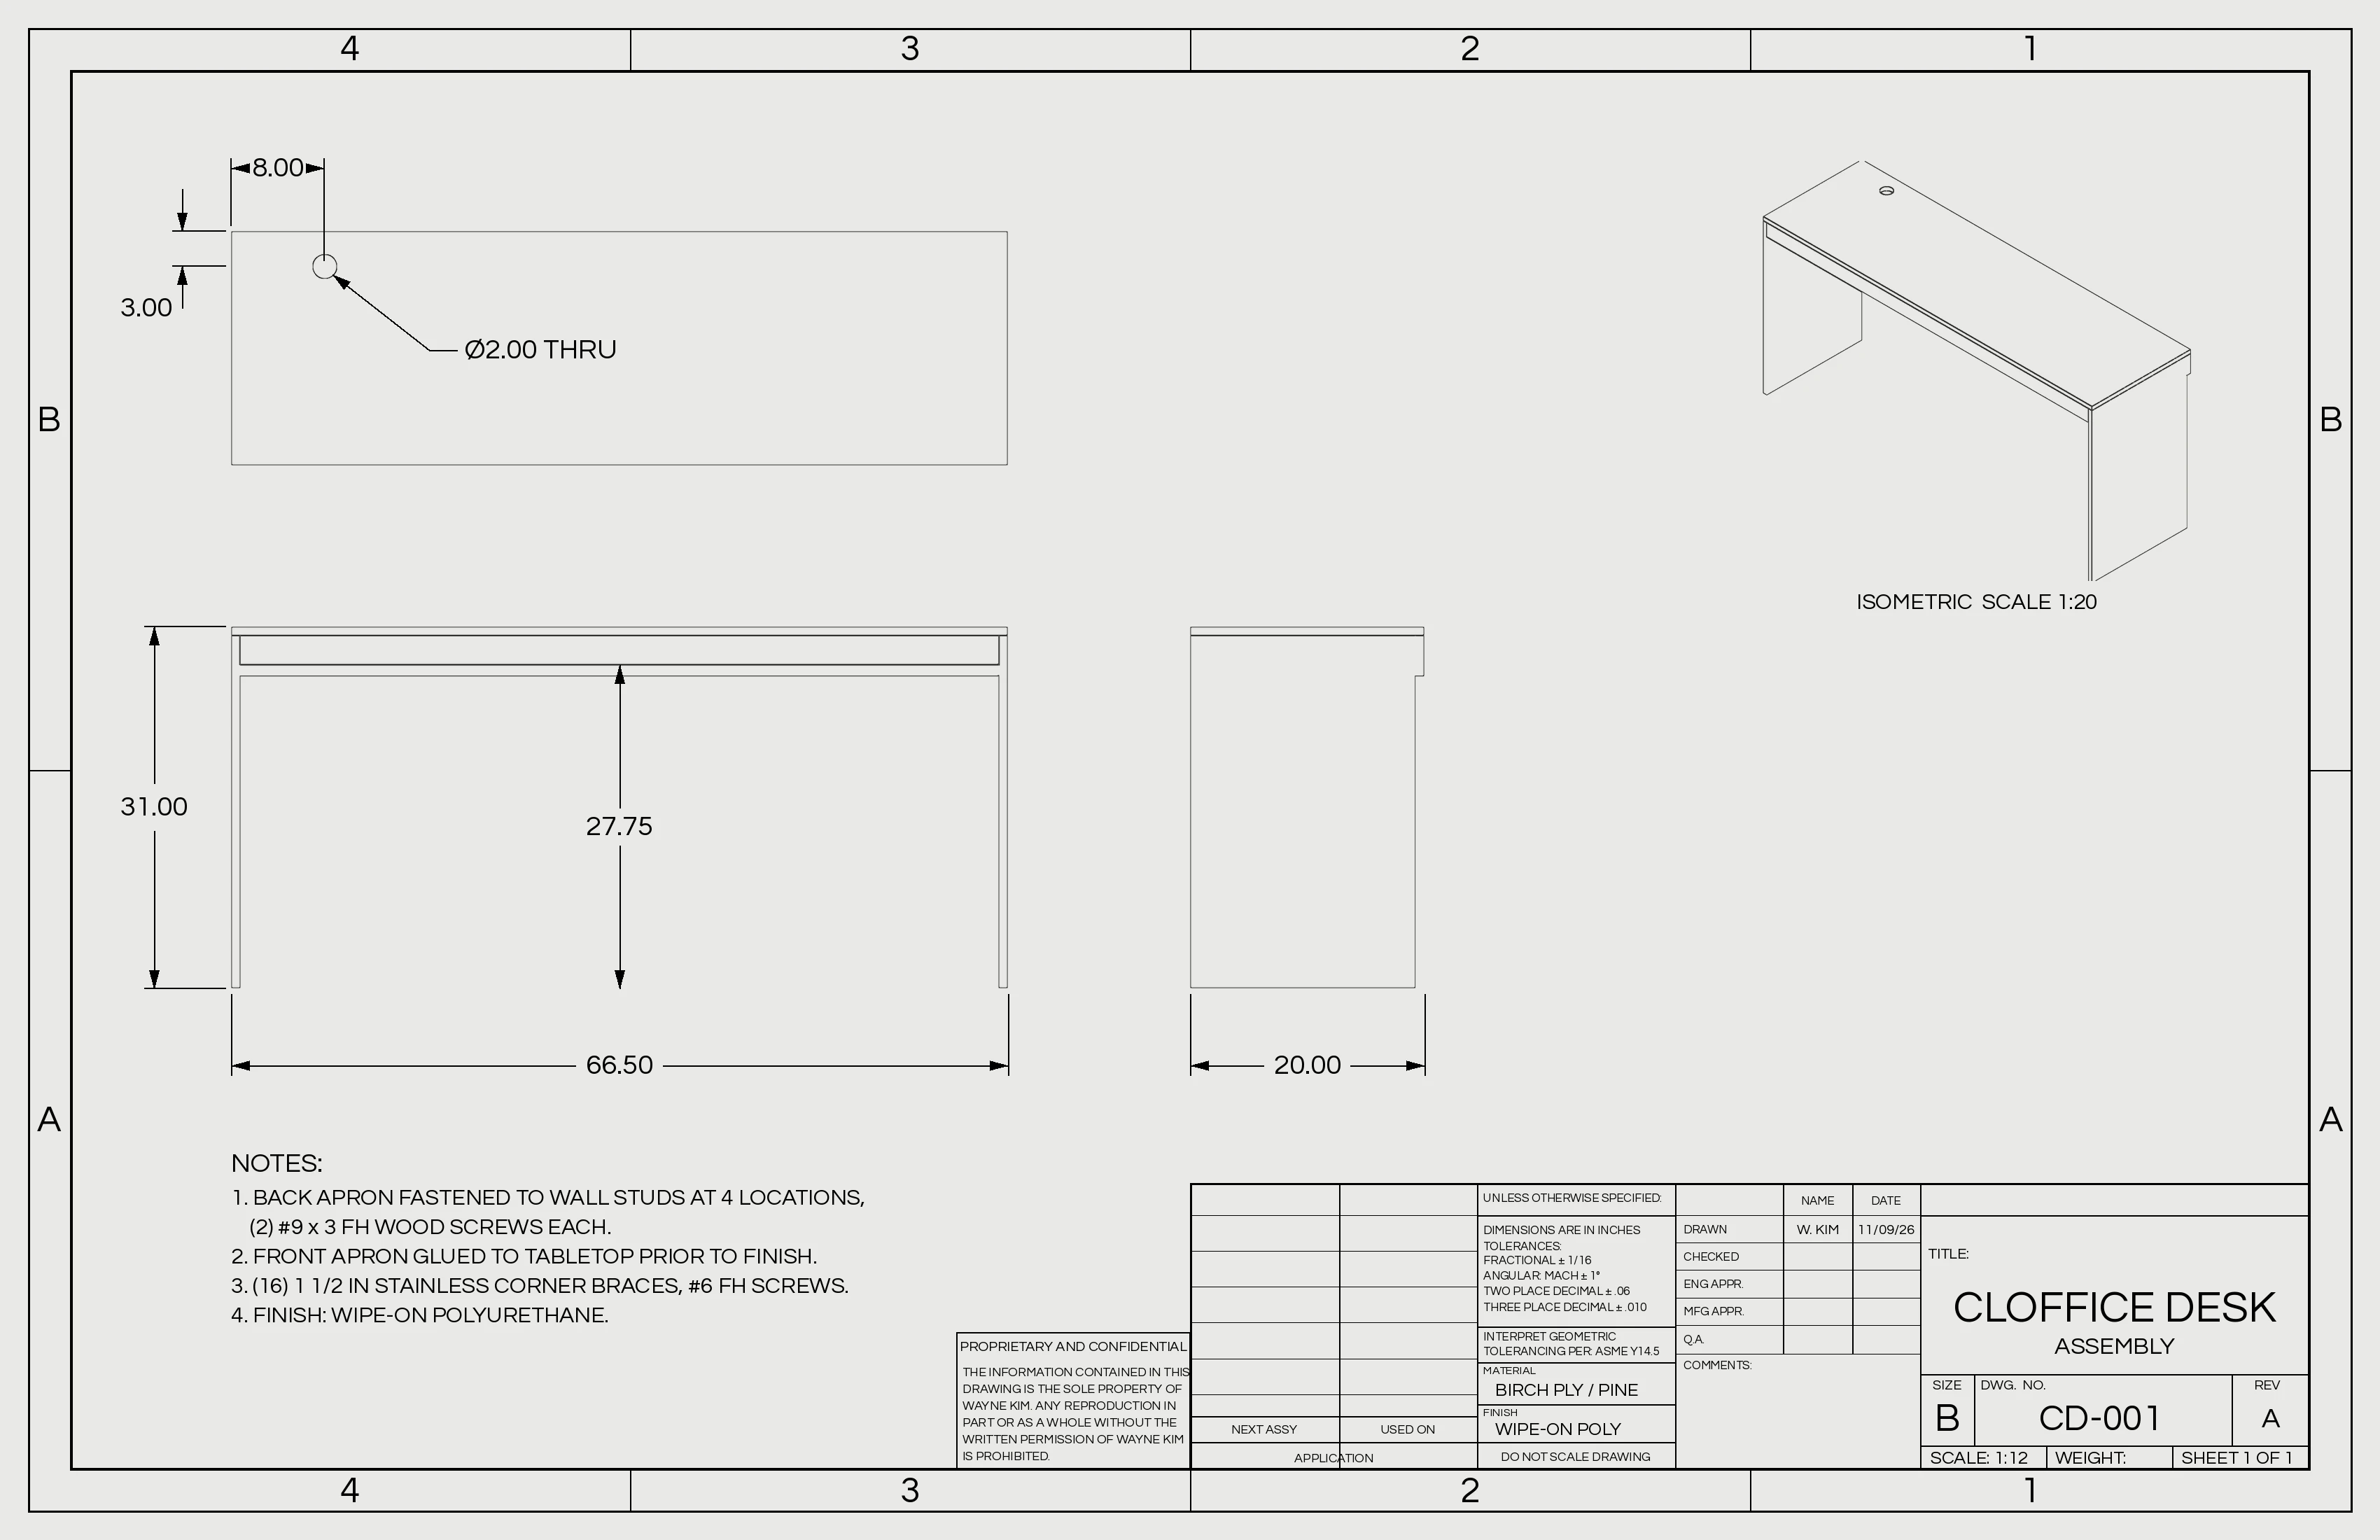 4 3 2 1
8.00
3.00
Ø2.00 THRU
B B
ISOMETRIC SCALE 1:20
31.00
27.75
66.50
20.00
A A
NOTES:
1. BACK APRON FASTENED TO WALL STUDS AT 4 LOCATIONS,
(2) #9 x 3 FH WOOD SCREWS EACH.
2. FRONT APRON GLUED TO TABLETOP PRIOR TO FINISH.
3. (16) 1 1/2 IN STAINLESS CORNER BRACES, #6 FH SCREWS.
4. FINISH: WIPE-ON POLYURETHANE.
PROPRIETARY AND CONFIDENTIAL
THE INFORMATION CONTAINED IN THIS
DRAWING IS THE SOLE PROPERTY OF
WAYNE KIM. ANY REPRODUCTION IN
PART OR AS A WHOLE WITHOUT THE
WRITTEN PERMISSION OF WAYNE KIM
IS PROHIBITED.
NEXT ASSY USED ON
APPLICATION
UNLESS OTHERWISE SPECIFIED:
DIMENSIONS ARE IN INCHES
TOLERANCES:
FRACTIONAL ± 1/16
ANGULAR: MACH ± 1°
TWO PLACE DECIMAL ± .06
THREE PLACE DECIMAL ± .010
INTERPRET GEOMETRIC
TOLERANCING PER: ASME Y14.5
MATERIAL
BIRCH PLY / PINE
FINISH
WIPE-ON POLY
DO NOT SCALE DRAWING
NAME DATE
DRAWN W. KIM 11/09/26
CHECKED
ENG APPR.
MFG APPR.
Q.A.
COMMENTS:
TITLE:
CLOFFICE DESK
ASSEMBLY
SIZE DWG. NO. REV
B CD-001 A
SCALE: 1:12 WEIGHT: SHEET 1 OF 1
4 3 2 1